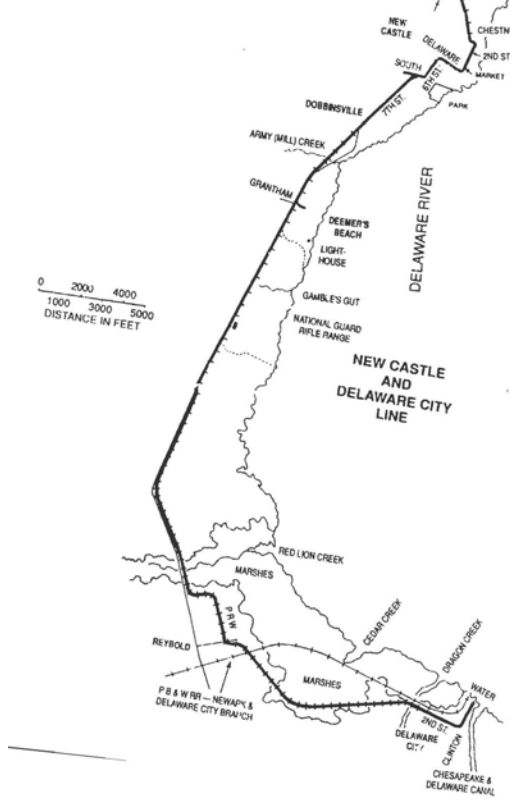 CHESTN
NEW
CASTLE
2ND ST
DELAWARE
MARKET
SOUTH
6TH ST.
7TH ST.
PARK
DOBBINSVILLE
ARMY (MILL) CREEK
GRANTHAM
DEEMER'S
BEACH
DELAWARE RIVER
LIGHT-
HOUSE
0 2000 4000
1000 3000 5000
DISTANCE IN FEET
GAMBLE'S GUT
NATIONAL GUARD
RIFLE RANGE
NEW CASTLE
AND
DELAWARE CITY
LINE
RED LION CREEK
MARSHES
PRW
CEDAR CREEK
DRAGON CREEK
REYBOLD
MARSHES
WATER
P B & W RR — NEWARK &
DELAWARE CITY BRANCH
2ND ST.
DELAWARE
CITY
CLINTON
CHESAPEAKE &
DELAWARE CANAL